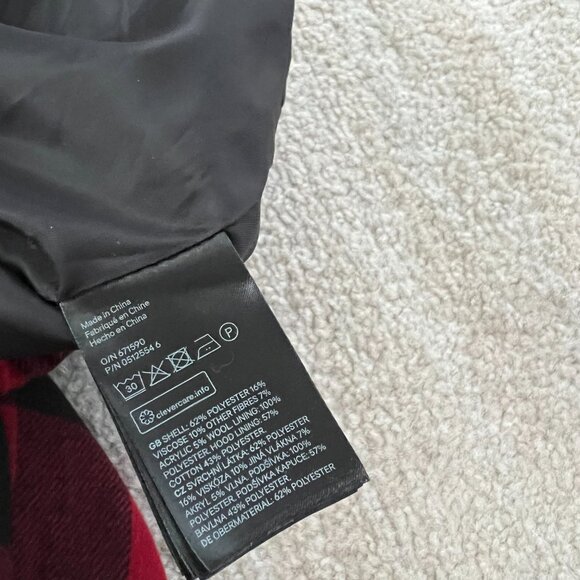 Made in China
Fabriqué en Chine
Hecho en China
O/N 671590
P/N 0512554 6
30
P
clevercare.info
GB SHELL: 62% POLYESTER 16%
VISCOSE 10% OTHER FIBRES 7%
ACRYLIC 5% WOOL LINING: 100%
POLYESTER. HOOD LINING: 57%
COTTON 43% POLYESTER.
CZ SVRCHNÍ LÁTKA: 62% POLYESTER
16% VISKÓZA 10% JINÁ VLÁKNA 7%
AKRYL 5% VLNA. PODŠÍVKA: 100%
POLYESTER. PODŠÍVKA KAPUCE: 57%
BAVLNA 43% POLYESTER.
DE OBERMATERIAL: 62% POLYESTER